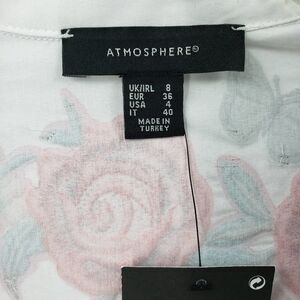 ATMOSPHERE®
UK/IRL 8
EUR 36
USA 4
IT 40
MADE IN
TURKEY